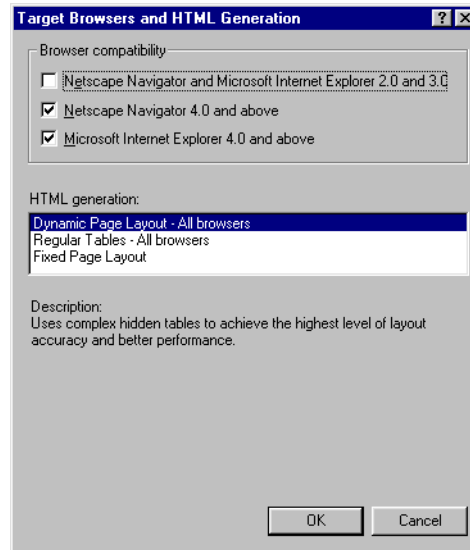 Target Browsers and HTML Generation
Browser compatibility
Netscape Navigator and Microsoft Internet Explorer 2.0 and 3.0
Netscape Navigator 4.0 and above
Microsoft Internet Explorer 4.0 and above
HTML generation:
Dynamic Page Layout - All browsers
Regular Tables - All browsers
Fixed Page Layout
Description:
Uses complex hidden tables to achieve the highest level of layout
accuracy and better performance.
OK
Cancel